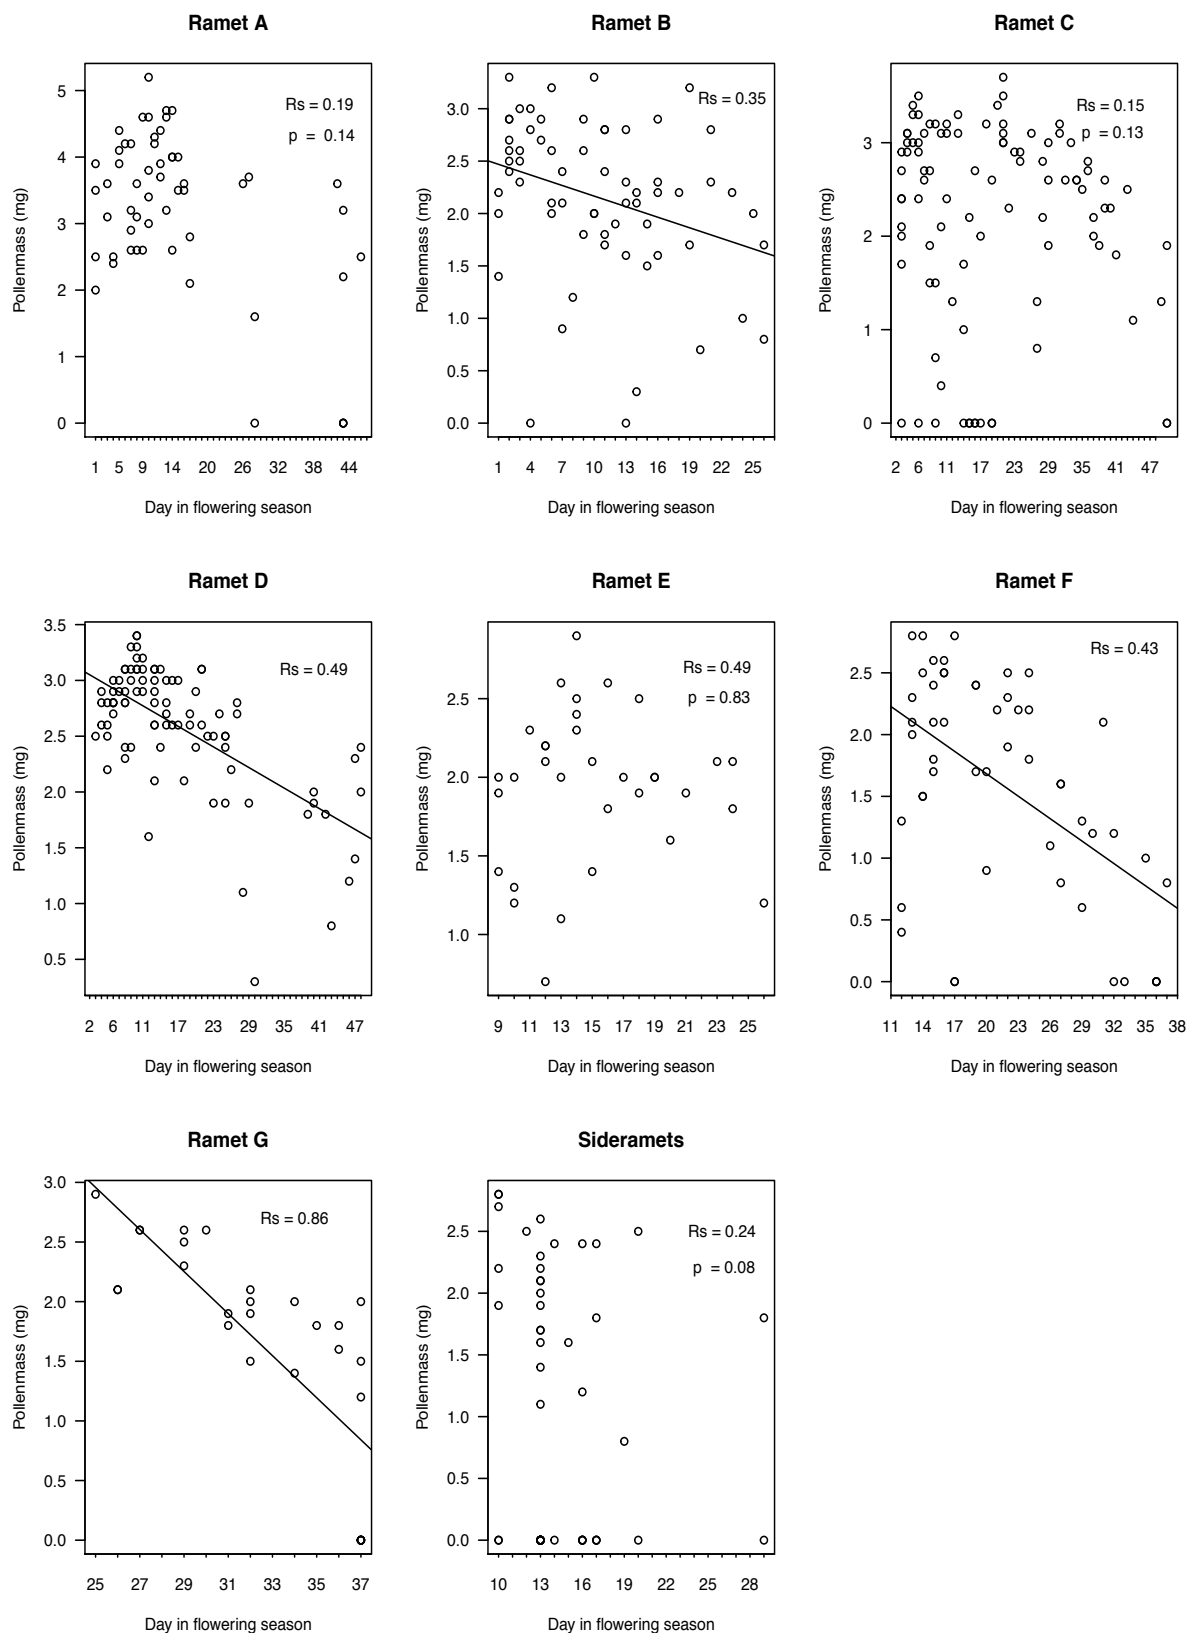 Ramet A
Rs = 0.19
p = 0.14
Pollenmass (mg)
5
4
3
2
1
0
1 5 9 14 20 26 32 38 44
Day in flowering season
Ramet B
Rs = 0.35
Pollenmass (mg)
3.0
2.5
2.0
1.5
1.0
0.5
0.0
1 4 7 10 13 16 19 22 25
Day in flowering season
Ramet C
Rs = 0.15
p = 0.13
Pollenmass (mg)
3
2
1
0
2 6 11 17 23 29 35 41 47
Day in flowering season
Ramet D
Rs = 0.49
Pollenmass (mg)
3.5
3.0
2.5
2.0
1.5
1.0
0.5
2 6 11 17 23 29 35 41 47
Day in flowering season
Ramet E
Rs = 0.49
p = 0.83
Pollenmass (mg)
2.5
2.0
1.5
1.0
9 11 13 15 17 19 21 23 25
Day in flowering season
Ramet F
Rs = 0.43
Pollenmass (mg)
2.5
2.0
1.5
1.0
0.5
0.0
11 14 17 20 23 26 29 32 35 38
Day in flowering season
Ramet G
Rs = 0.86
Pollenmass (mg)
3.0
2.5
2.0
1.5
1.0
0.5
0.0
25 27 29 31 33 35 37
Day in flowering season
Sideramets
Rs = 0.24
p = 0.08
Pollenmass (mg)
2.5
2.0
1.5
1.0
0.5
0.0
10 13 16 19 22 25 28
Day in flowering season